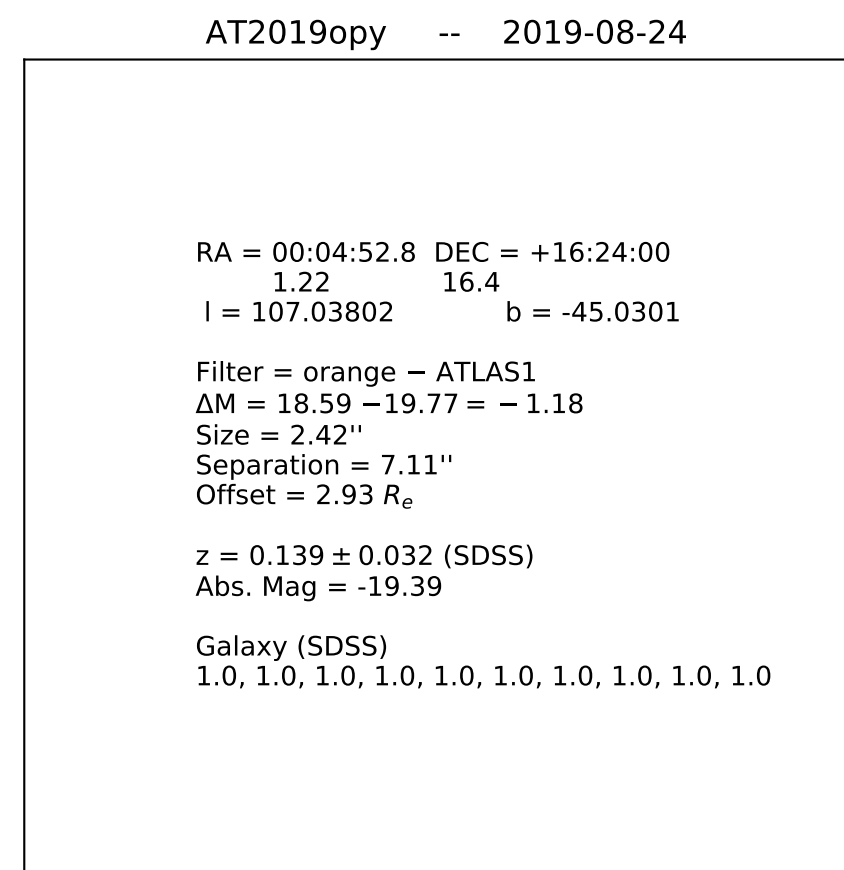 AT2019opy -- 2019-08-24
RA = 00:04:52.8 DEC = +16:24:00
1.22 16.4
l = 107.03802 b = -45.0301
Filter = orange − ATLAS1
ΔM = 18.59 −19.77 = − 1.18
Size = 2.42''
Separation = 7.11''
Offset = 2.93 Rₑ
z = 0.139 ± 0.032 (SDSS)
Abs. Mag = -19.39
Galaxy (SDSS)
1.0, 1.0, 1.0, 1.0, 1.0, 1.0, 1.0, 1.0, 1.0, 1.0